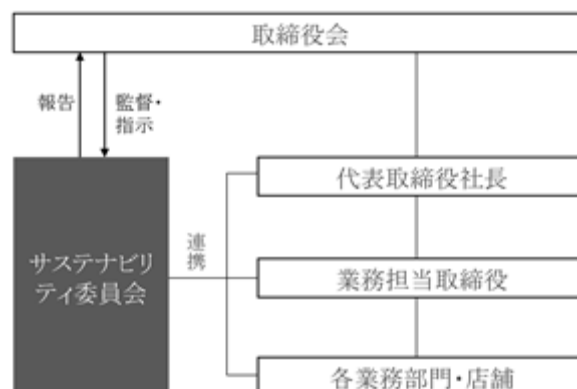 取締役会
報告
監督・
指示
代表取締役社長
連携
サステナビリ
ティ委員会
業務担当取締役
各業務部門・店舗